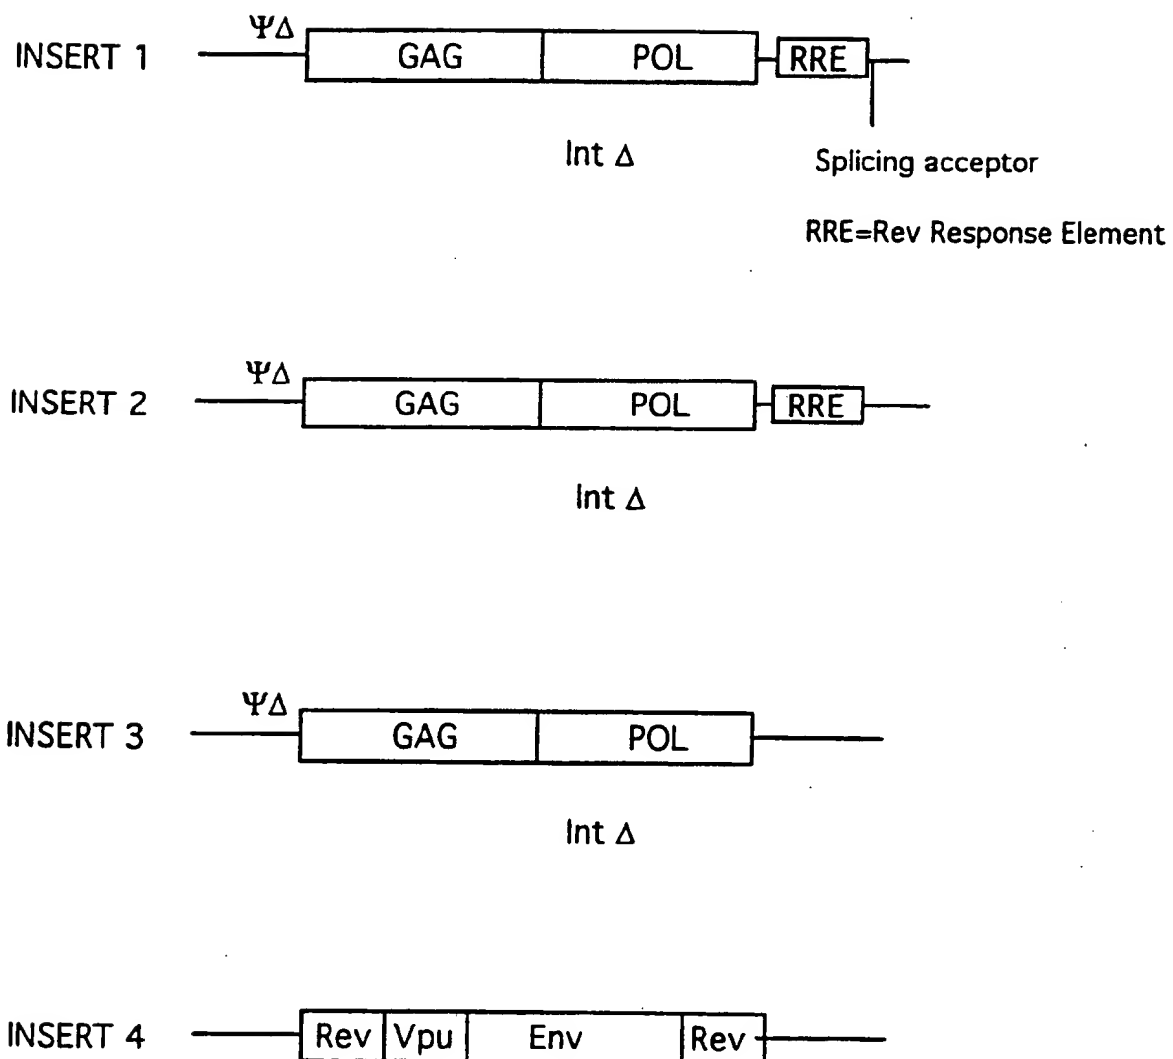 ΨΔ
INSERT 1 GAG POL RRE
Int Δ
Splicing acceptor
RRE=Rev Response Element
ΨΔ
INSERT 2 GAG POL RRE
Int Δ
ΨΔ
INSERT 3 GAG POL
Int Δ
INSERT 4 Rev Vpu Env Rev